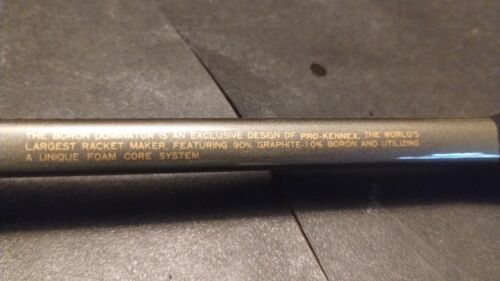 THE BORON DOMINATOR IS AN EXCLUSIVE DESIGN OF PRO-KENNEX, THE WORLD'S
LARGEST RACKET MAKER, FEATURING 90% GRAPHITE-10% BORON AND UTILIZING
A UNIQUE FOAM CORE SYSTEM